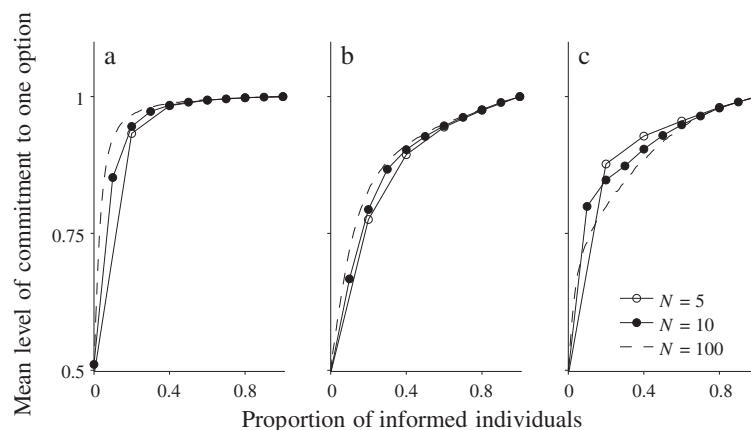 a b c
Mean level of commitment to one option
1
0.75
0.5
N = 5
N = 10
N = 100
0 0.4 0.8 0 0.4 0.8 0 0.4 0.8
Proportion of informed individuals